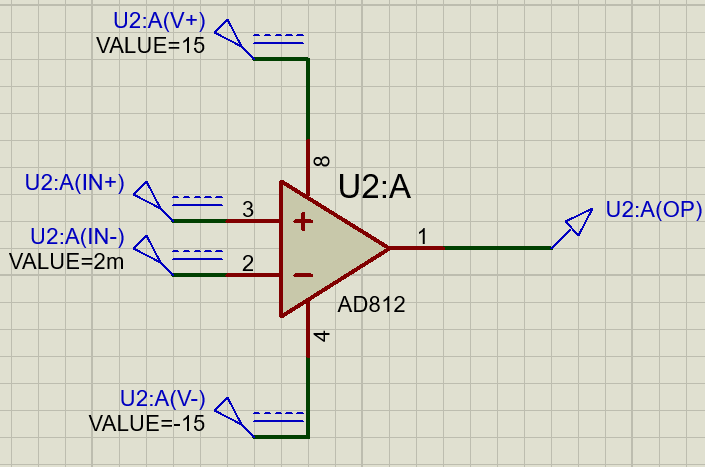 U2:A(V+)
VALUE=15
8
U2:A
U2:A(IN+)
3
+
U2:A(OP)
1
U2:A(IN-)
VALUE=2m
2
−
AD812
4
U2:A(V-)
VALUE=-15